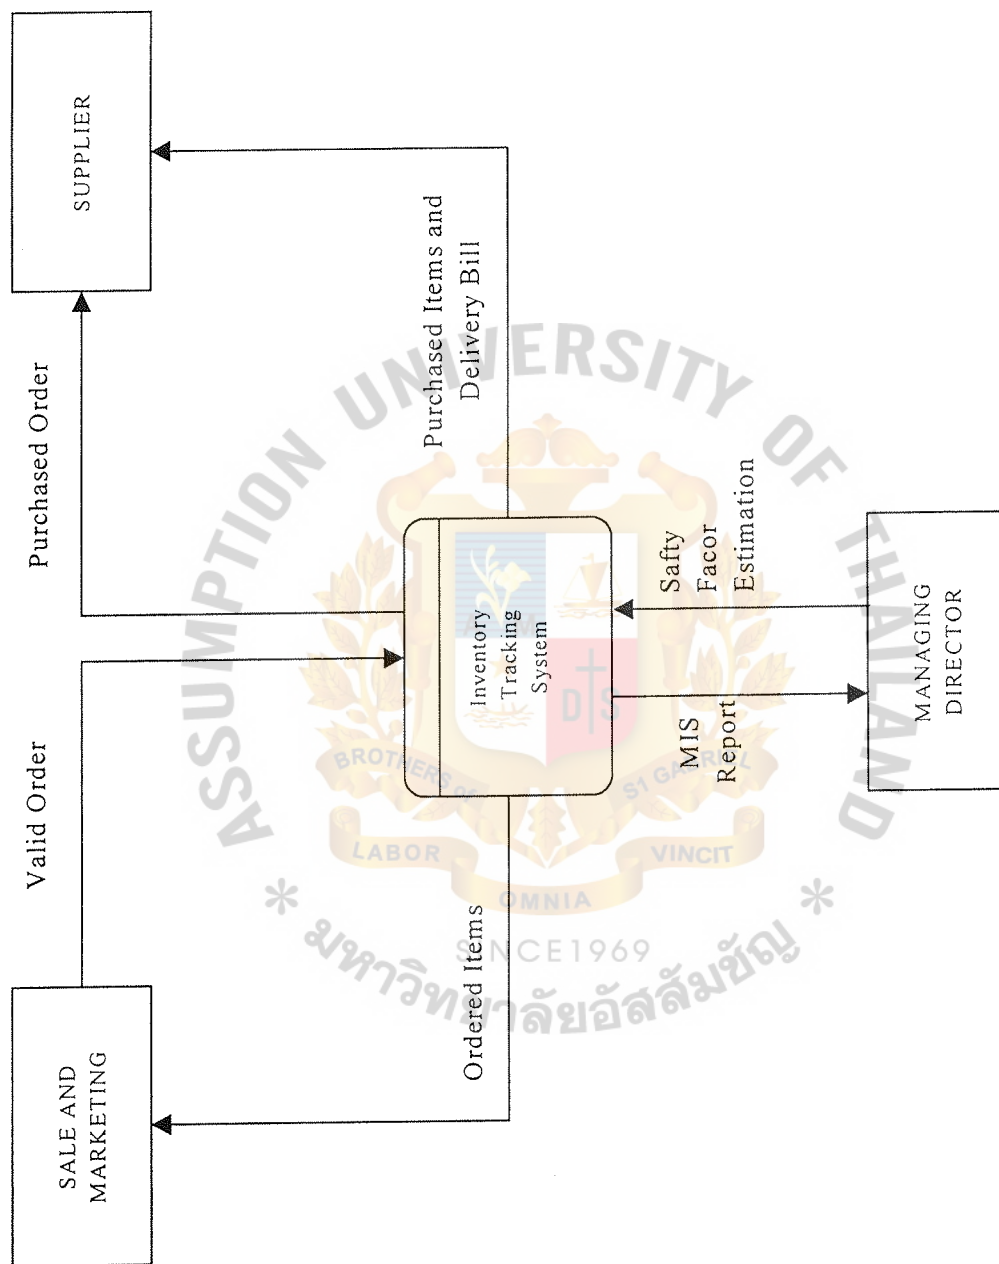 SALE AND
MARKETING
Valid Order
Purchased Order
SUPPLIER
Ordered Items
Inventory
Tracking
System
Purchased Items and
Delivery Bill
MIS
Report
Safty
Facor
Estimation
MANAGING
DIRECTOR
ASSUMPTION UNIVERSITY OF THAILAND
BROTHERS OF
ST GABRIEL
D S
LABOR
OMNIA
VINCIT
SINCE1969
* มหาวิทยาลัยอัสสัมชัญ *